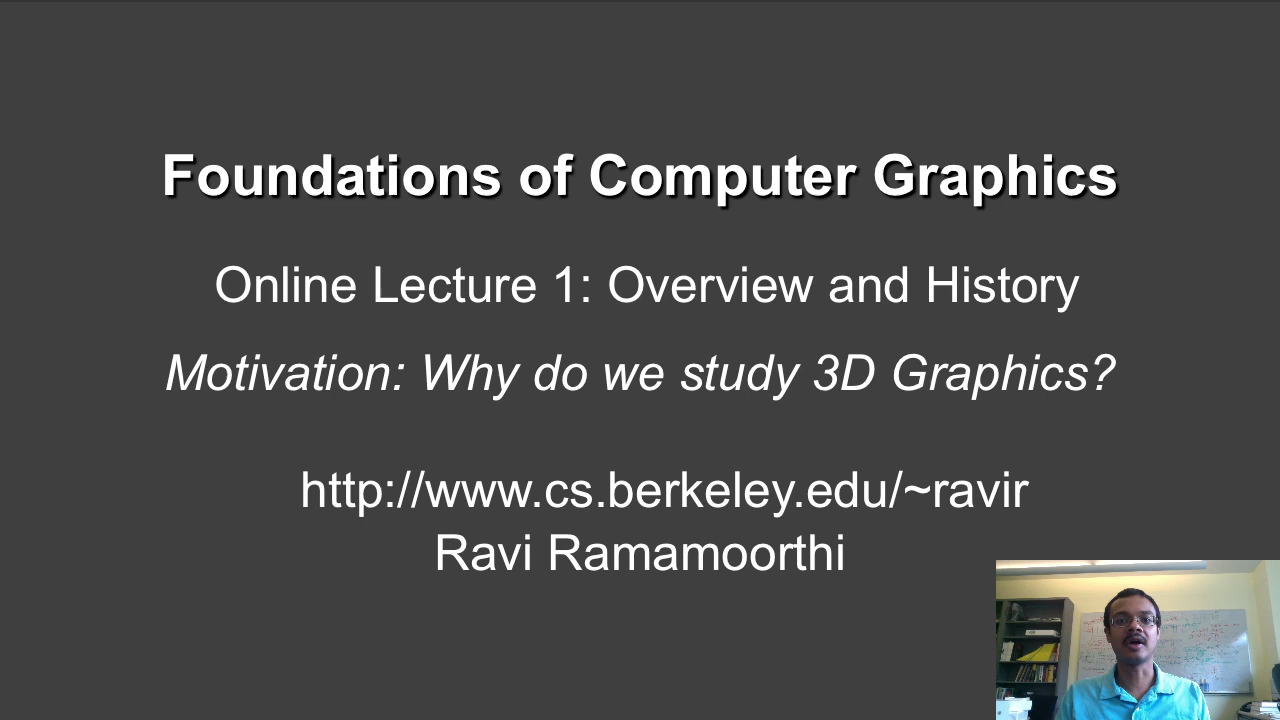 Foundations of Computer Graphics
Online Lecture 1: Overview and History
Motivation: Why do we study 3D Graphics?
http://www.cs.berkeley.edu/~ravir
Ravi Ramamoorthi